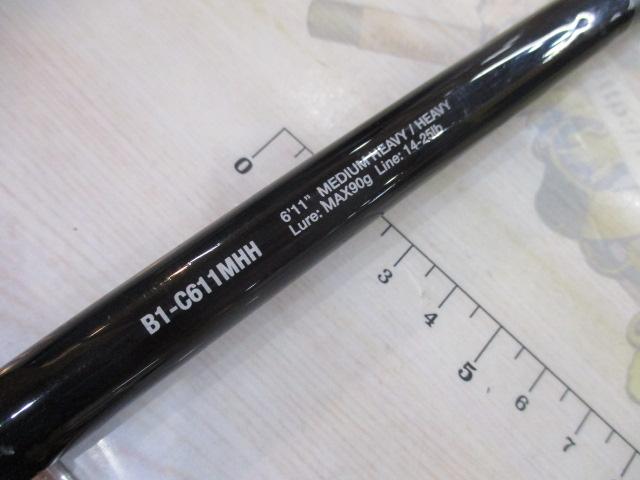 B1-C611MHH
6'11" MEDIUM HEAVY / HEAVY
Lure: MAX90g Line: 14-25lb
0
3
4
5
6
7